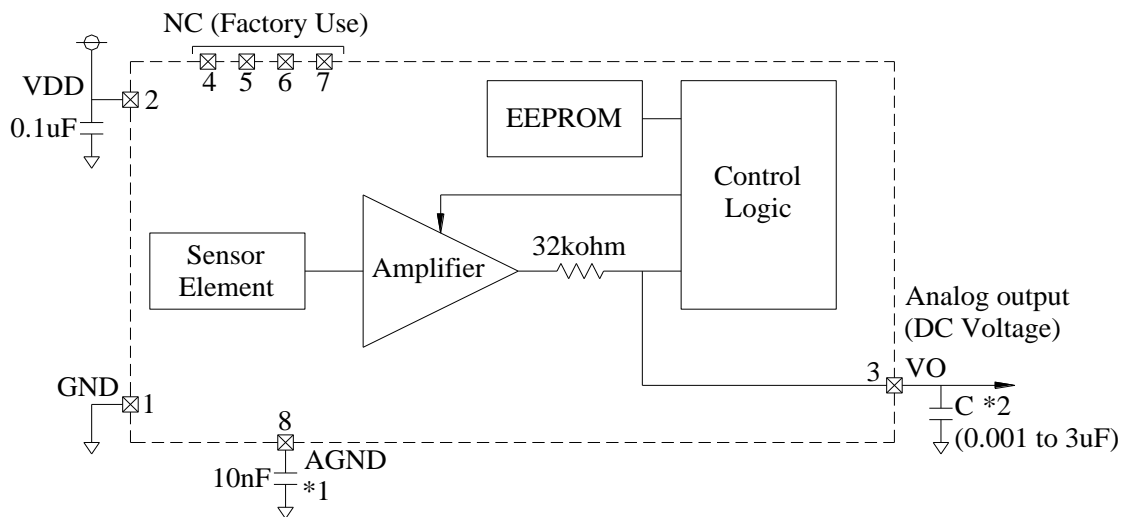 NC (Factory Use)
4 5 6 7
VDD
2
0.1uF
EEPROM
Control
Logic
32kohm
Sensor
Element
Amplifier
Analog output
(DC Voltage)
GND
1
3
VO
C *2
(0.001 to 3uF)
8
AGND
10nF
*1